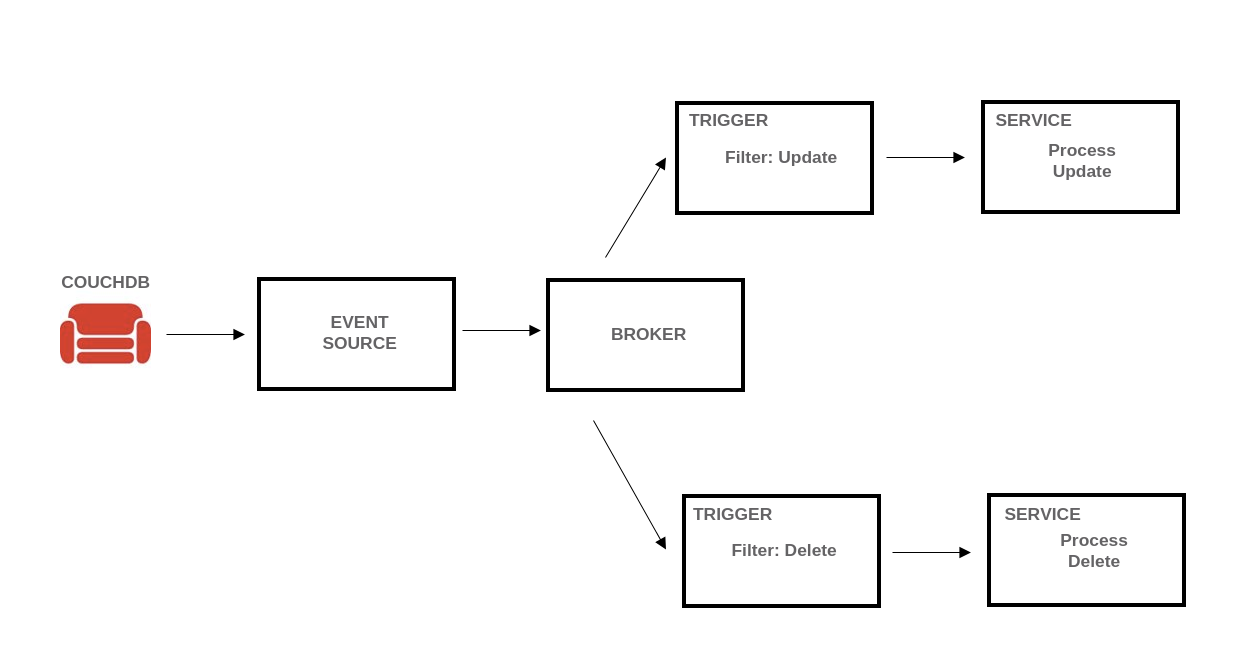 COUCHDB
EVENT
SOURCE
BROKER
TRIGGER
Filter: Update
SERVICE
Process
Update
TRIGGER
Filter: Delete
SERVICE
Process
Delete